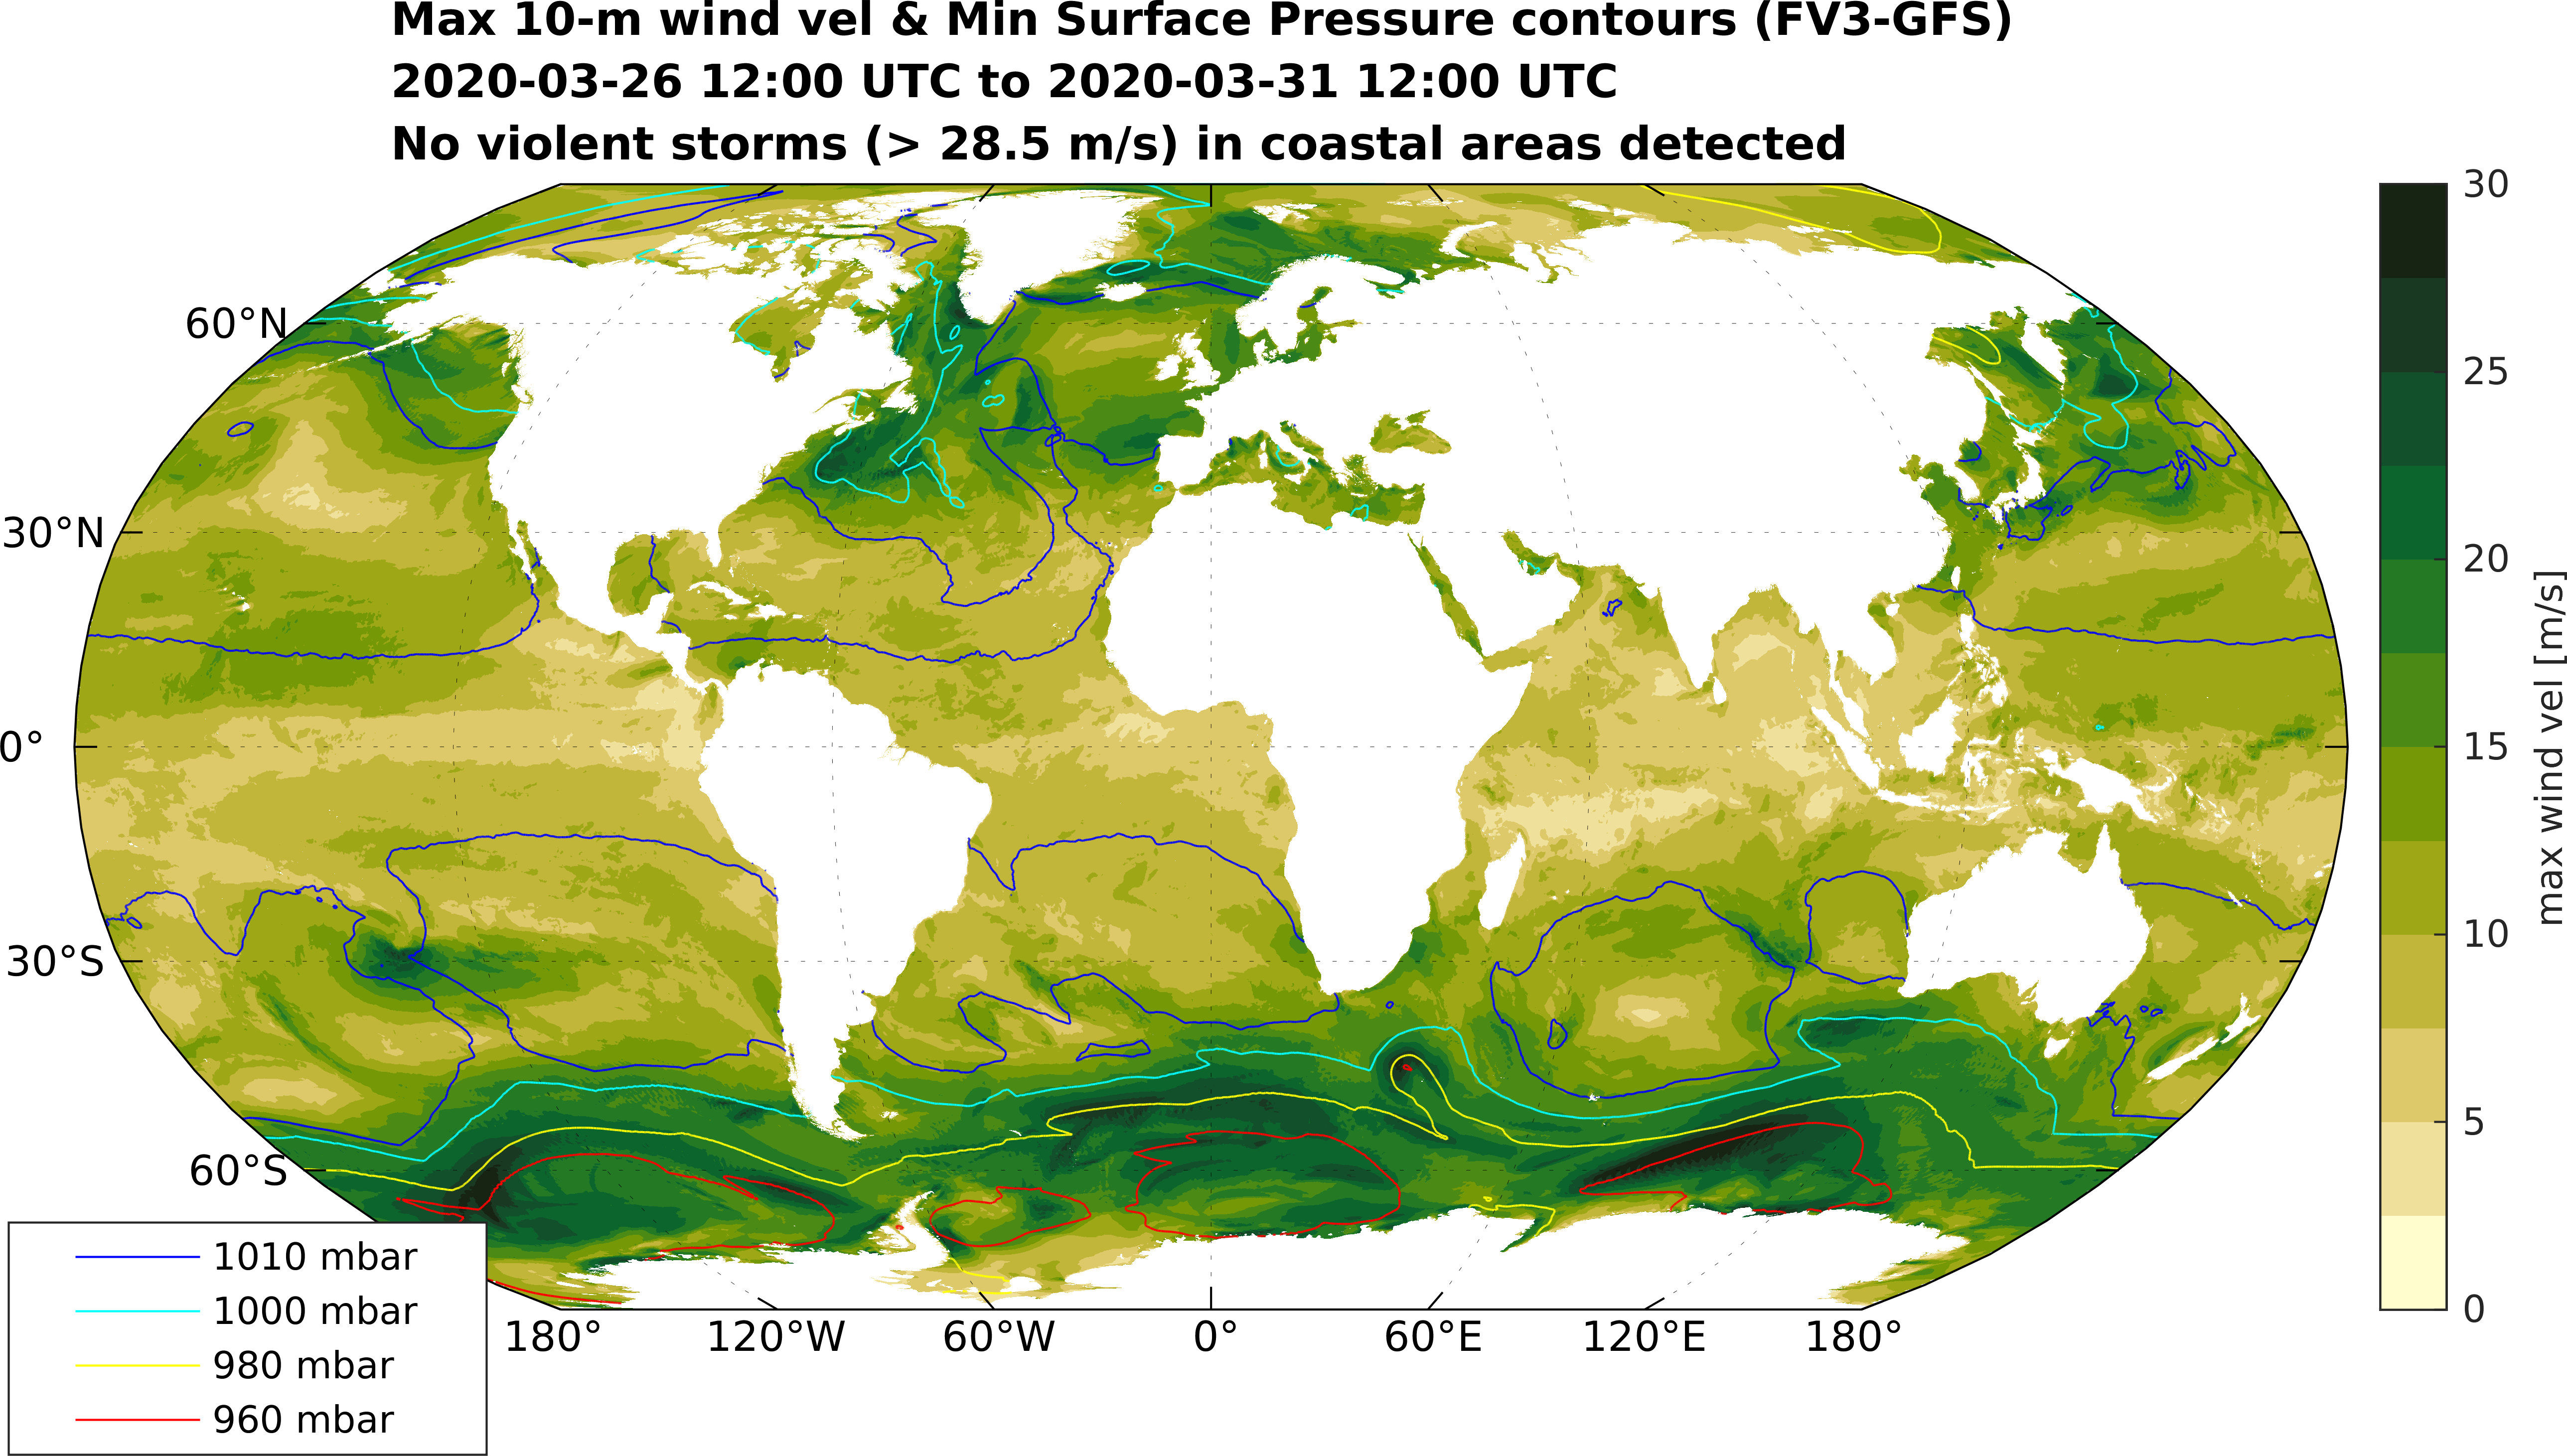 Max 10-m wind vel & Min Surface Pressure contours (FV3-GFS)
2020-03-26 12:00 UTC to 2020-03-31 12:00 UTC
No violent storms (> 28.5 m/s) in coastal areas detected
60°N
30°N
0°
30°S
60°S
180°
120°W
60°W
0°
60°E
120°E
180°
1010 mbar
1000 mbar
980 mbar
960 mbar
30
25
20
15
10
5
0
max wind vel [m/s]